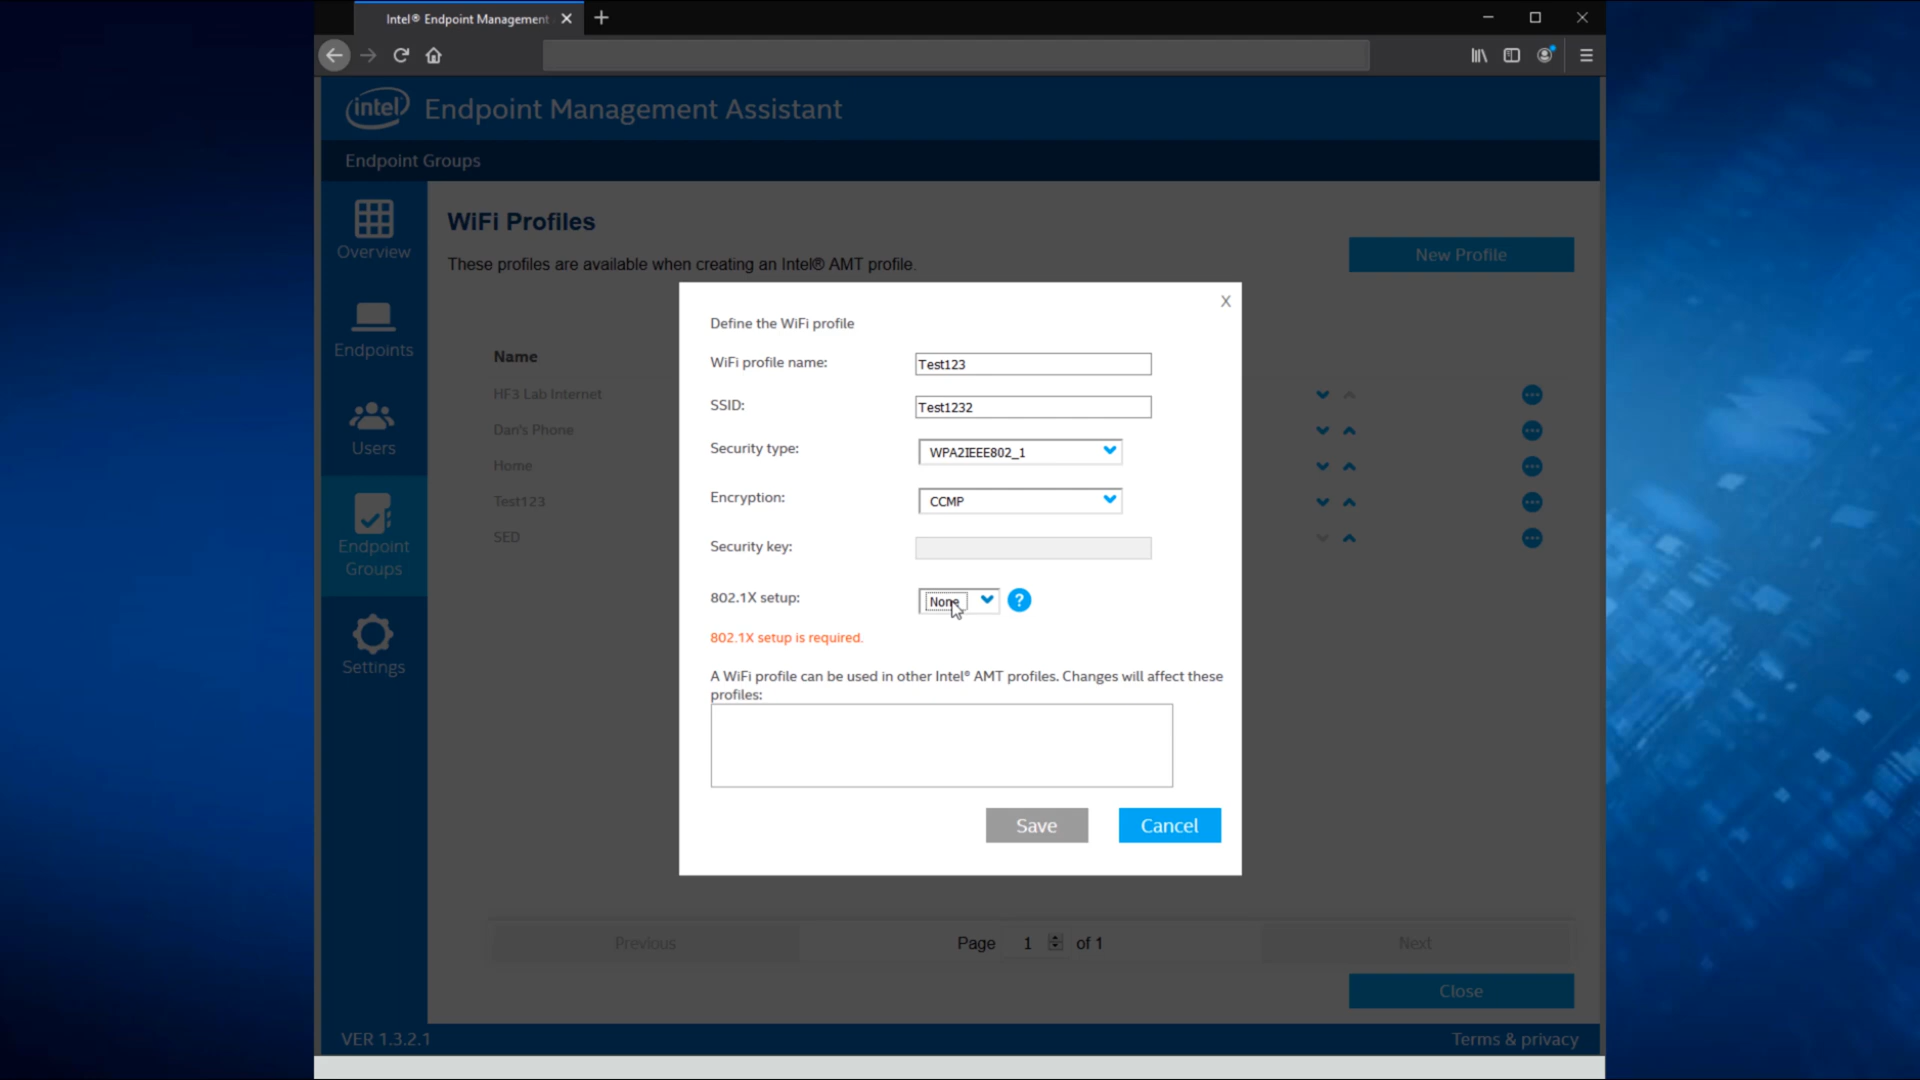 Intel® Endpoint Management
intel Endpoint Management Assistant
Endpoint Groups
Overview
Endpoints
Users
Endpoint
Groups
Settings
WiFi Profiles
New Profile
These profiles are available when creating an Intel® AMT profile.
Name
HF3 Lab Internet
Dan's Phone
Home
Test123
SED
X
Define the WiFi profile
WiFi profile name: Test123
SSID: Test1232
Security type: WPA2IEEE802_1
Encryption: CCMP
Security key:
802.1X setup: None ?
802.1X setup is required.
A WiFi profile can be used in other Intel® AMT profiles. Changes will affect these
profiles:
Save Cancel
Previous Page 1 of 1 Next
Close
VER 1.3.2.1 Terms & privacy